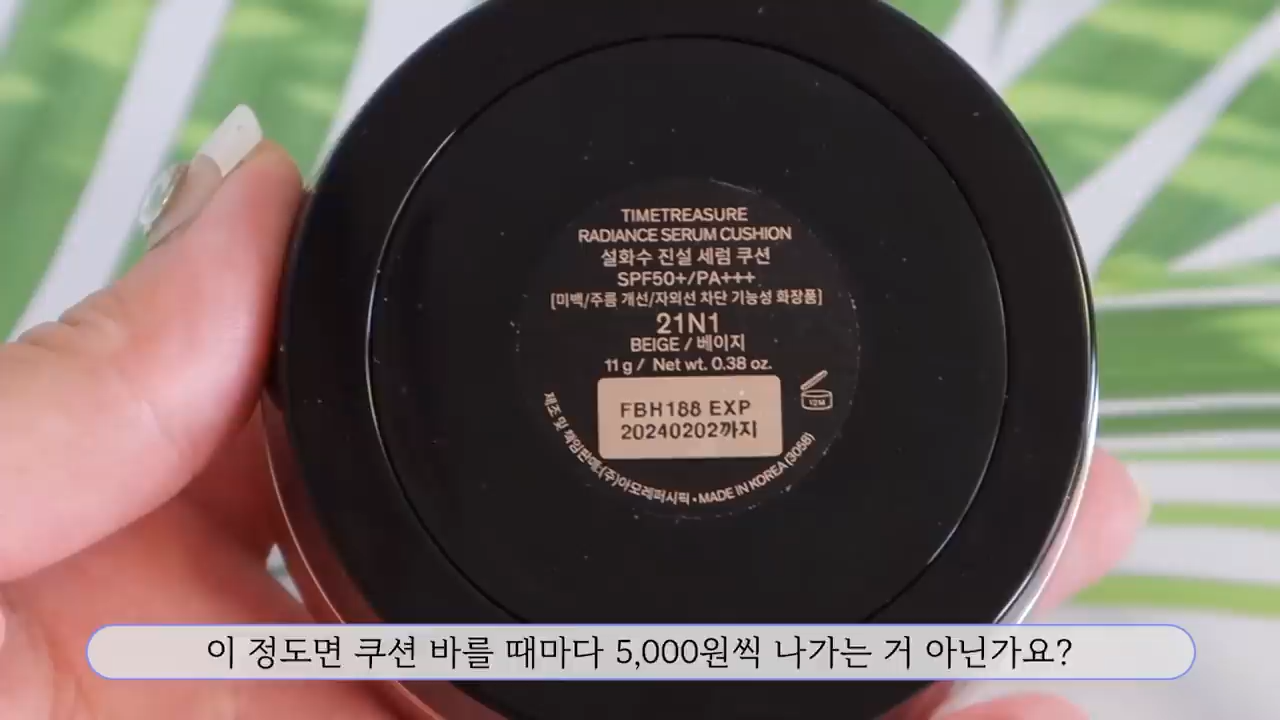 TIMETREASURE
RADIANCE SERUM CUSHION
설화수 진설 세럼 쿠션
SPF50+/PA+++
[미백/주름 개선/자외선 차단 기능성 화장품]
21N1
BEIGE / 베이지
11 g / Net wt. 0.38 oz.
FBH188 EXP
20240202까지
12M
제조 및 책임판매:(주)아모레퍼시픽 • MADE IN KOREA (3058)
이 정도면 쿠션 바를 때마다 5,000원씩 나가는 거 아닌가요?